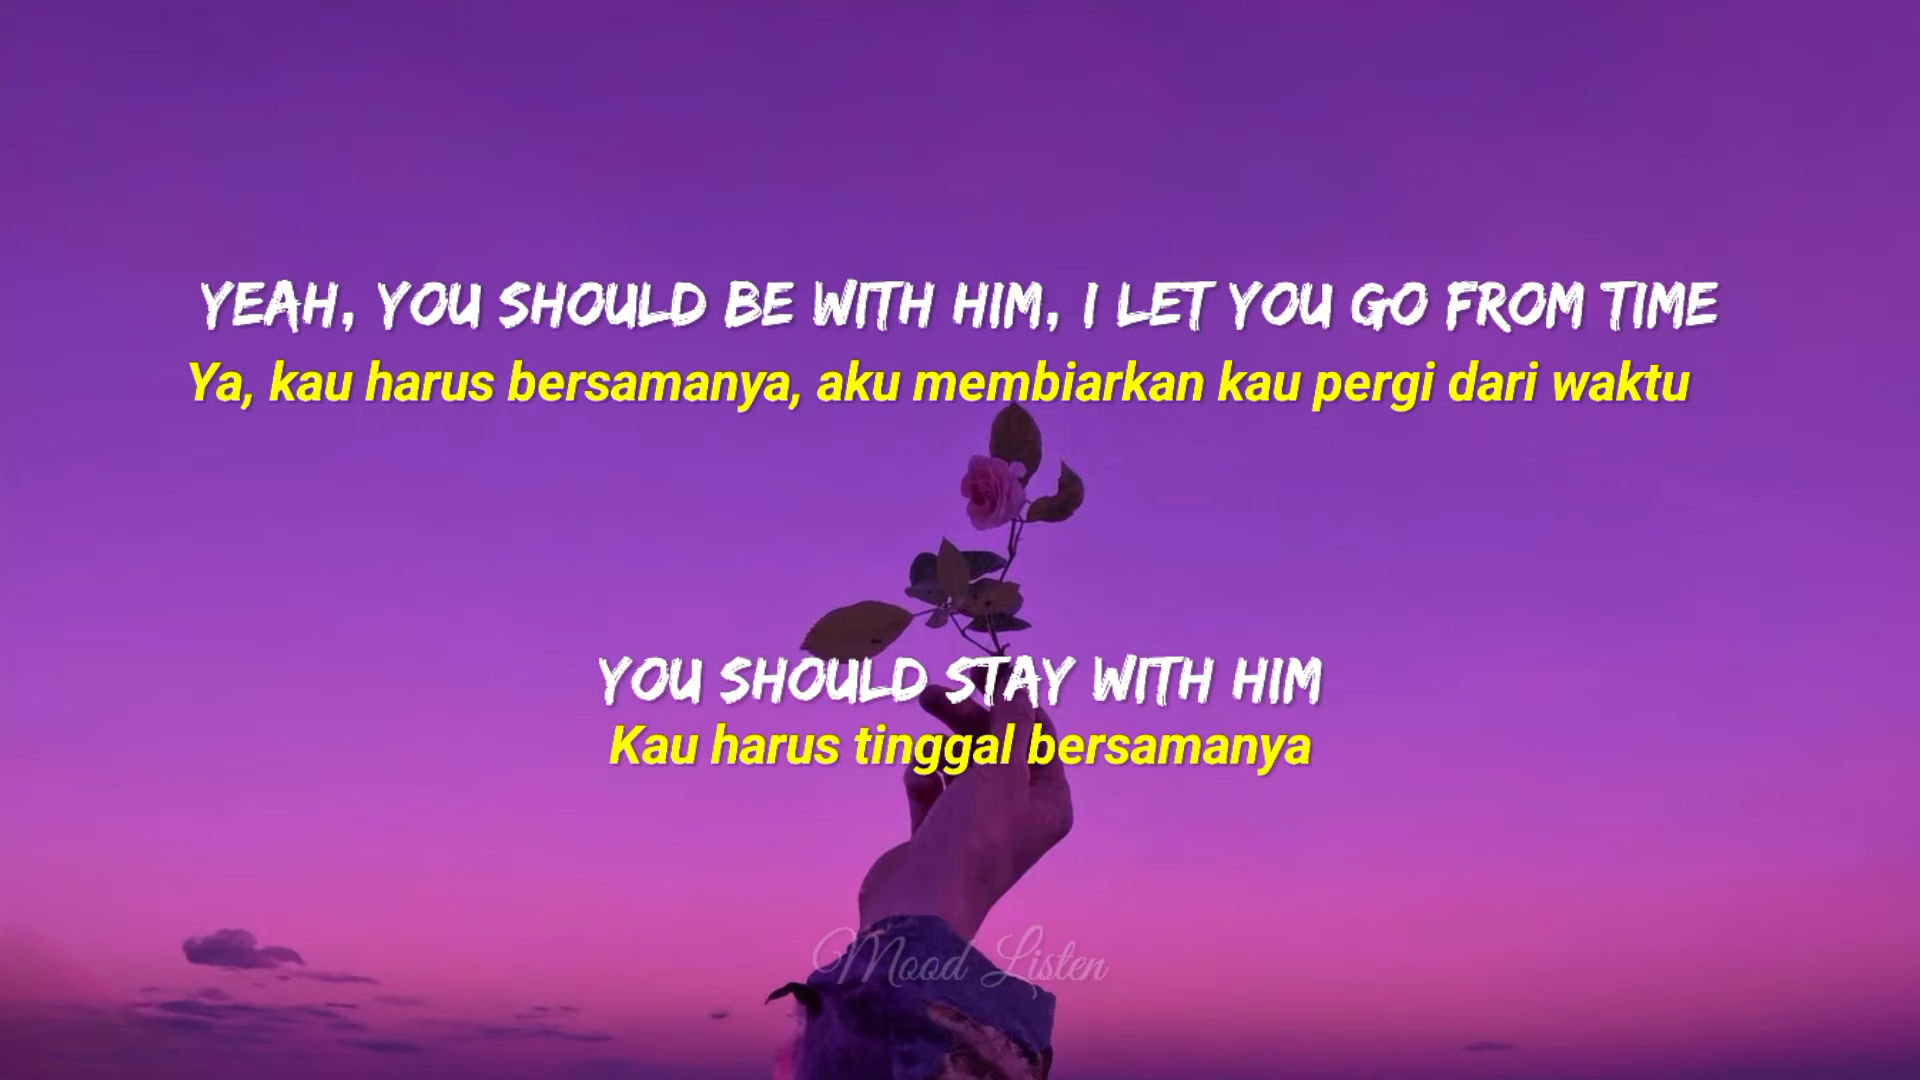 YEAH, YOU SHOULD BE WITH HIM, I LET YOU GO FROM TIME
Ya, kau harus bersamanya, aku membiarkan kau pergi dari waktu
YOU SHOULD STAY WITH HIM
Kau harus tinggal bersamanya
Mood Listen